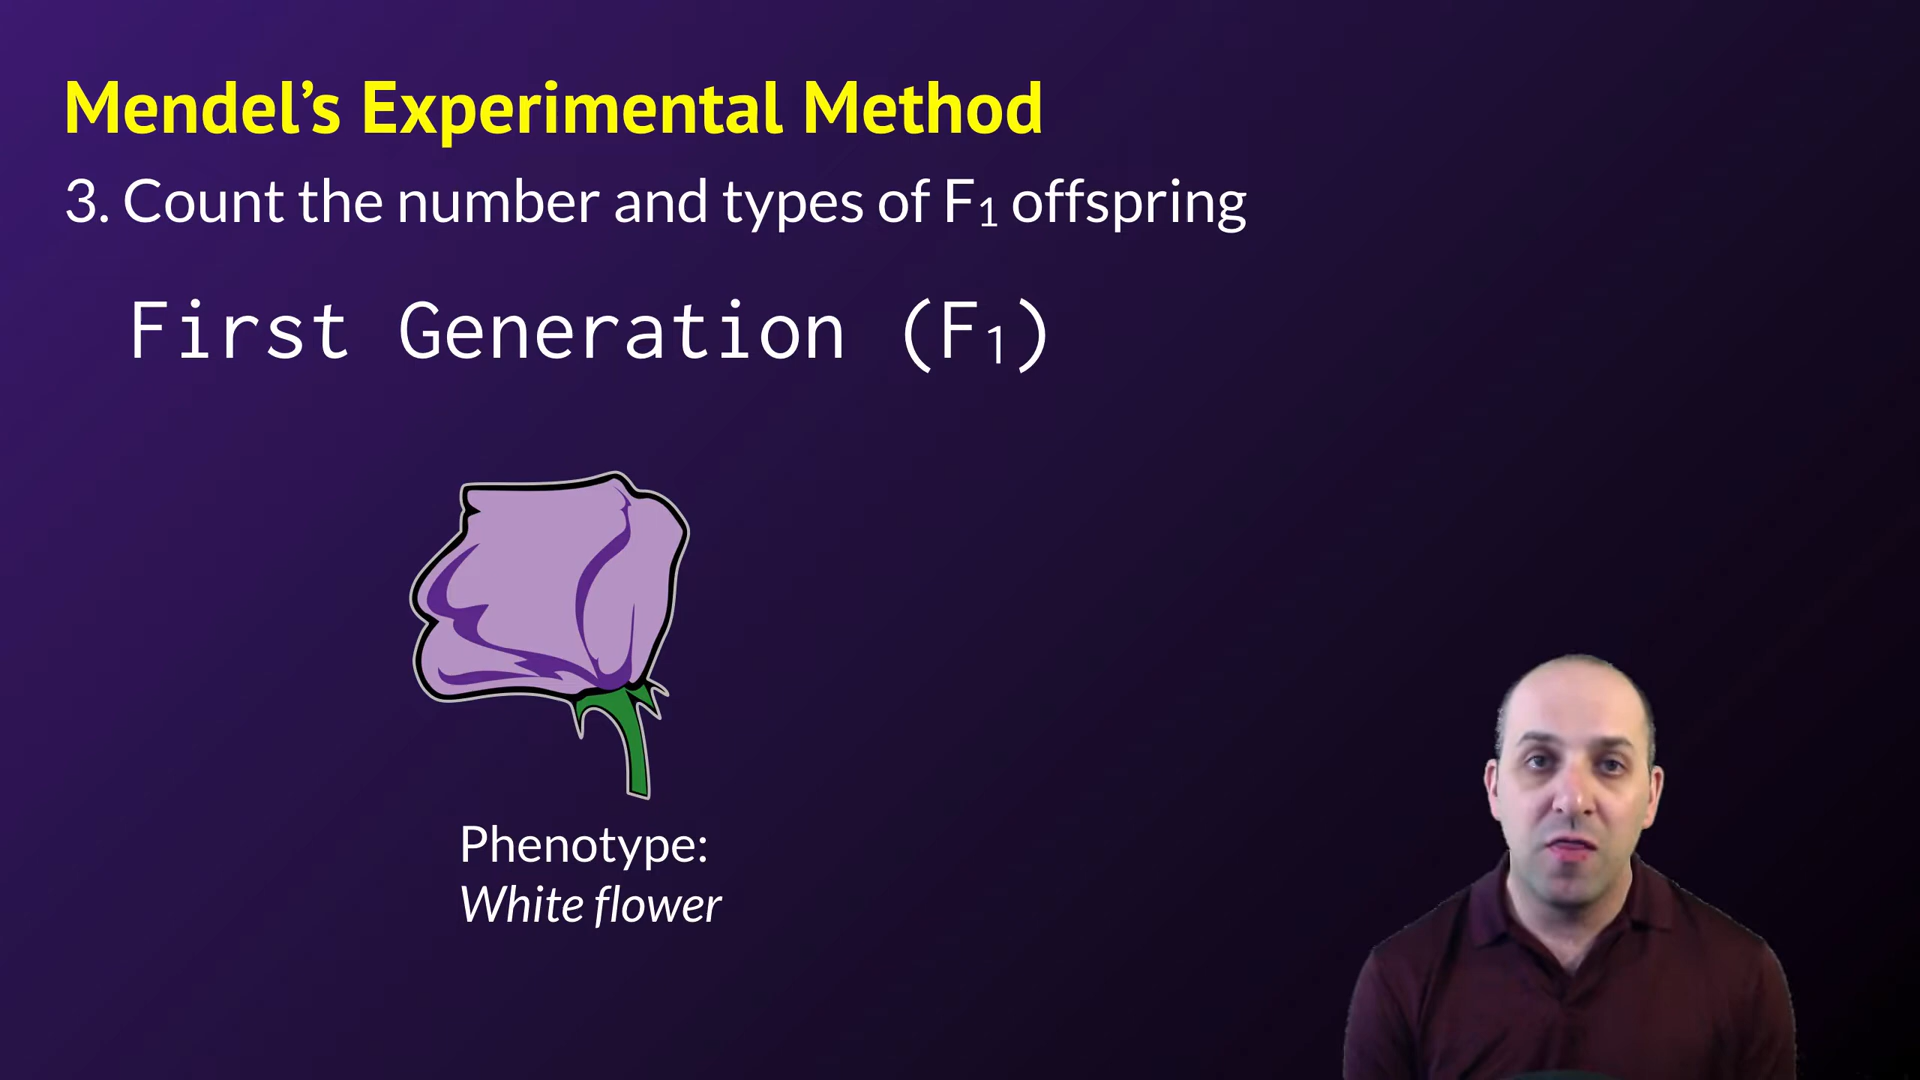 Mendel’s Experimental Method
3. Count the number and types of F₁ offspring
First Generation (F₁)
Phenotype:
White flower